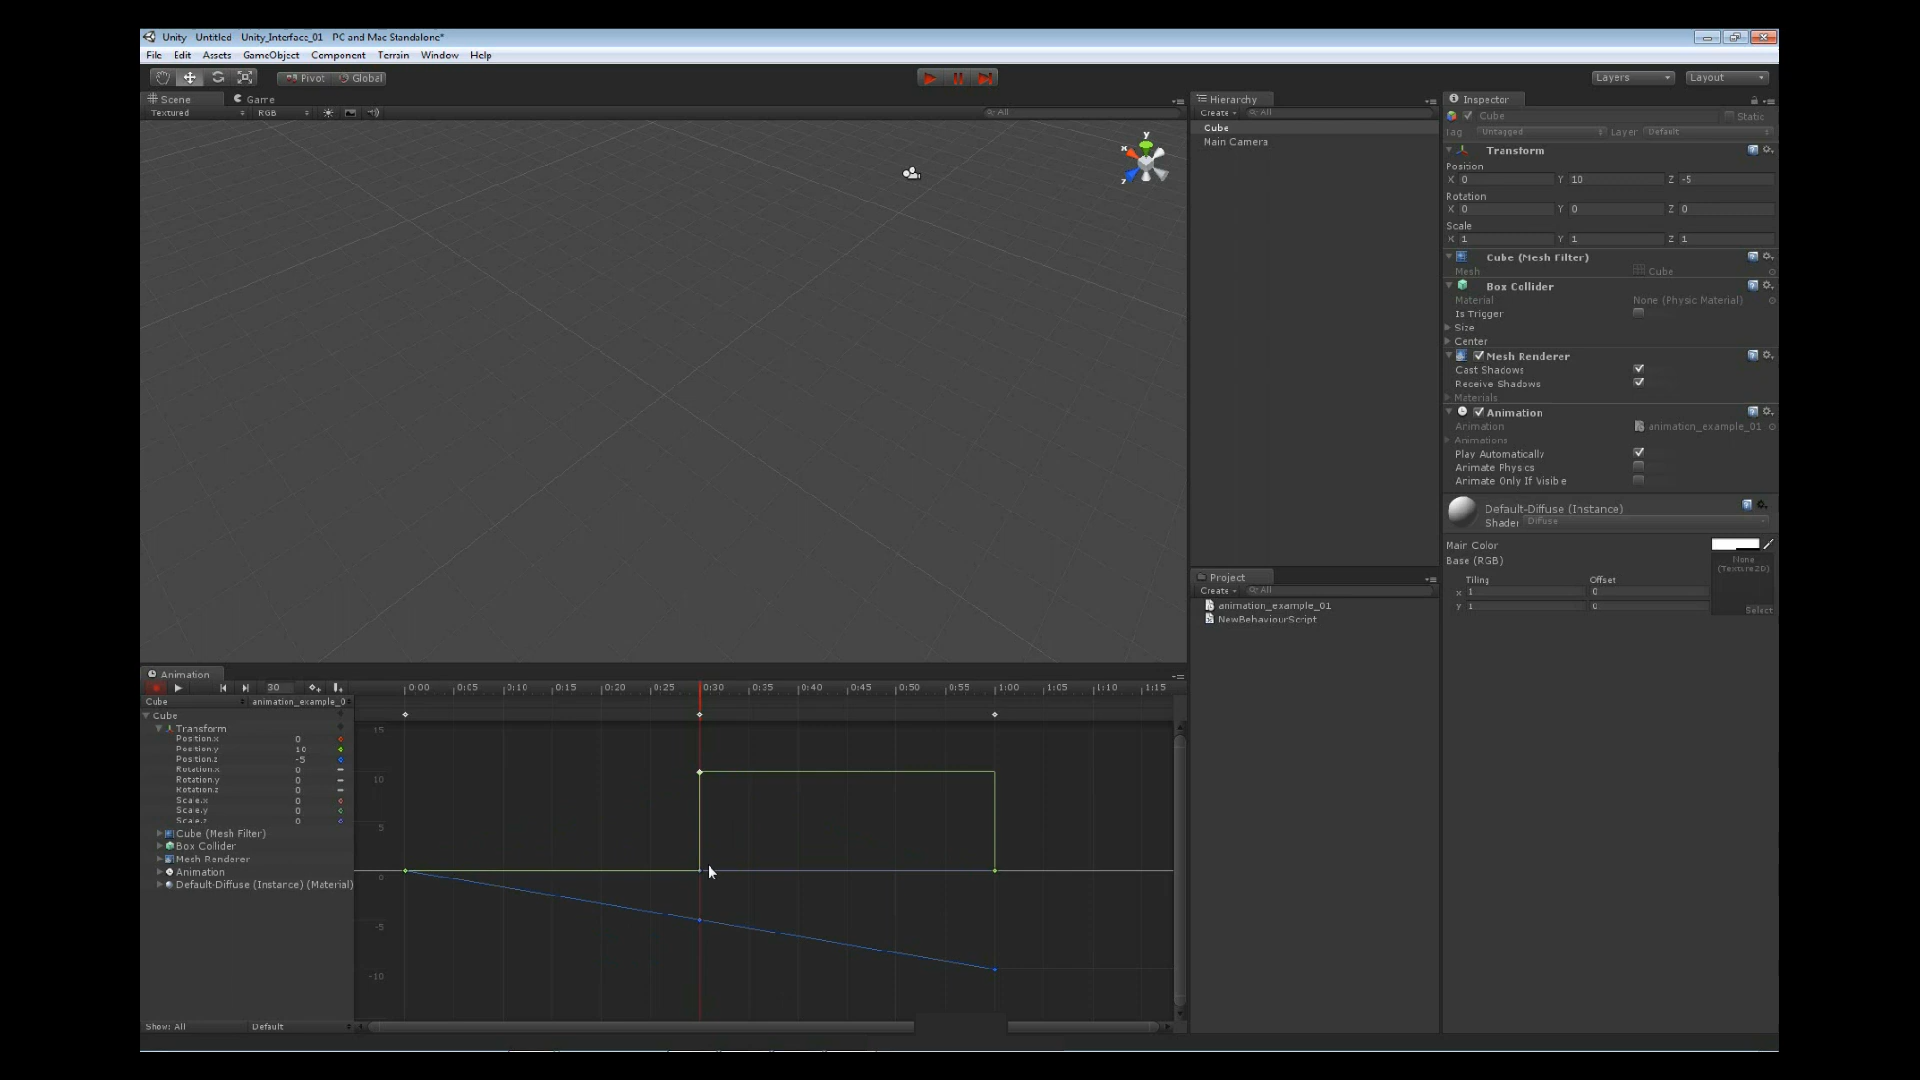 Unity Untitled Unity_Interface_01 PC and Mac Standalone*
File Edit Assets GameObject Component Terrain Window Help
Pivot Global
Layers Layout
Scene Game
Textured RGB All
y
x
z
Hierarchy
Create All
Cube
Main Camera
Inspector
Cube Static
Tag Untagged Layer Default
Transform
Position
X 0 Y 10 Z -5
Rotation
X 0 Y 0 Z 0
Scale
X 1 Y 1 Z 1
Cube (Mesh Filter)
Mesh Cube
Box Collider
Material None (Physic Material)
Is Trigger
Size
Center
Mesh Renderer
Cast Shadows
Receive Shadows
Materials
Animation
Animation animation_example_01
Animations
Play Automatically
Animate Physics
Animate Only If Visible
Default-Diffuse (Instance)
Shader Diffuse
Main Color
Base (RGB)
None
(Texture2D)
Tiling Offset
x 1 0
y 1 0
Select
Project
Create All
animation_example_01
NewBehaviourScript
Animation
30
0:00 0:05 0:10 0:15 0:20 0:25 0:30 0:35 0:40 0:45 0:50 0:55 1:00 1:05 1:10 1:15
Cube animation_example_0
Cube
Transform
Position.x 0
Position.y 10
Position.z -5
Rotation.x 0
Rotation.y 0
Rotation.z 0
Scale.x 0
Scale.y 0
Scale.z 0
Cube (Mesh Filter)
Box Collider
Mesh Renderer
Animation
Default-Diffuse (Instance) (Material)
15
10
5
0
-5
-10
Show: All Default